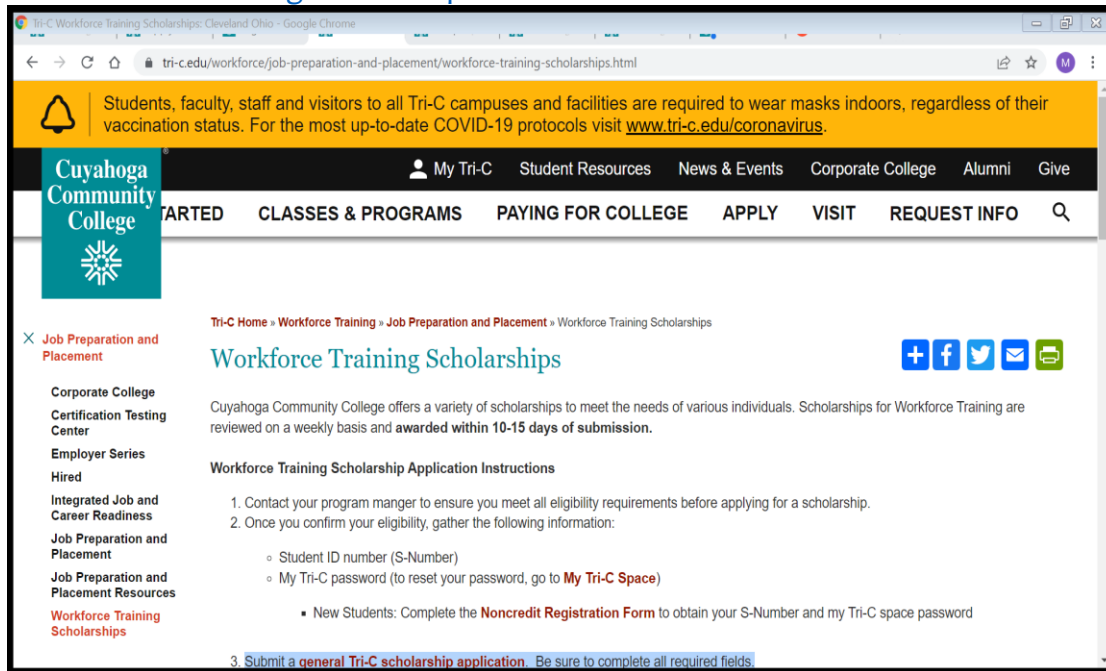 Tri-C Workforce Training Scholarships: Cleveland Ohio - Google Chrome
tri-c.edu/workforce/job-preparation-and-placement/workforce-training-scholarships.html
M
Students, faculty, staff and visitors to all Tri-C campuses and facilities are required to wear masks indoors, regardless of their
vaccination status. For the most up-to-date COVID-19 protocols visit www.tri-c.edu/coronavirus.
Cuyahoga
Community
College
®
My Tri-C Student Resources News & Events Corporate College Alumni Give
TARTED CLASSES & PROGRAMS PAYING FOR COLLEGE APPLY VISIT REQUEST INFO
Tri-C Home » Workforce Training » Job Preparation and Placement » Workforce Training Scholarships
Job Preparation and
Placement
Corporate College
Certification Testing
Center
Employer Series
Hired
Integrated Job and
Career Readiness
Job Preparation and
Placement
Job Preparation and
Placement Resources
Workforce Training
Scholarships
Workforce Training Scholarships
Cuyahoga Community College offers a variety of scholarships to meet the needs of various individuals. Scholarships for Workforce Training are
reviewed on a weekly basis and awarded within 10-15 days of submission.
Workforce Training Scholarship Application Instructions
1. Contact your program manger to ensure you meet all eligibility requirements before applying for a scholarship.
2. Once you confirm your eligibility, gather the following information:
Student ID number (S-Number)
My Tri-C password (to reset your password, go to My Tri-C Space)
New Students: Complete the Noncredit Registration Form to obtain your S-Number and my Tri-C space password
3. Submit a general Tri-C scholarship application. Be sure to complete all required fields.